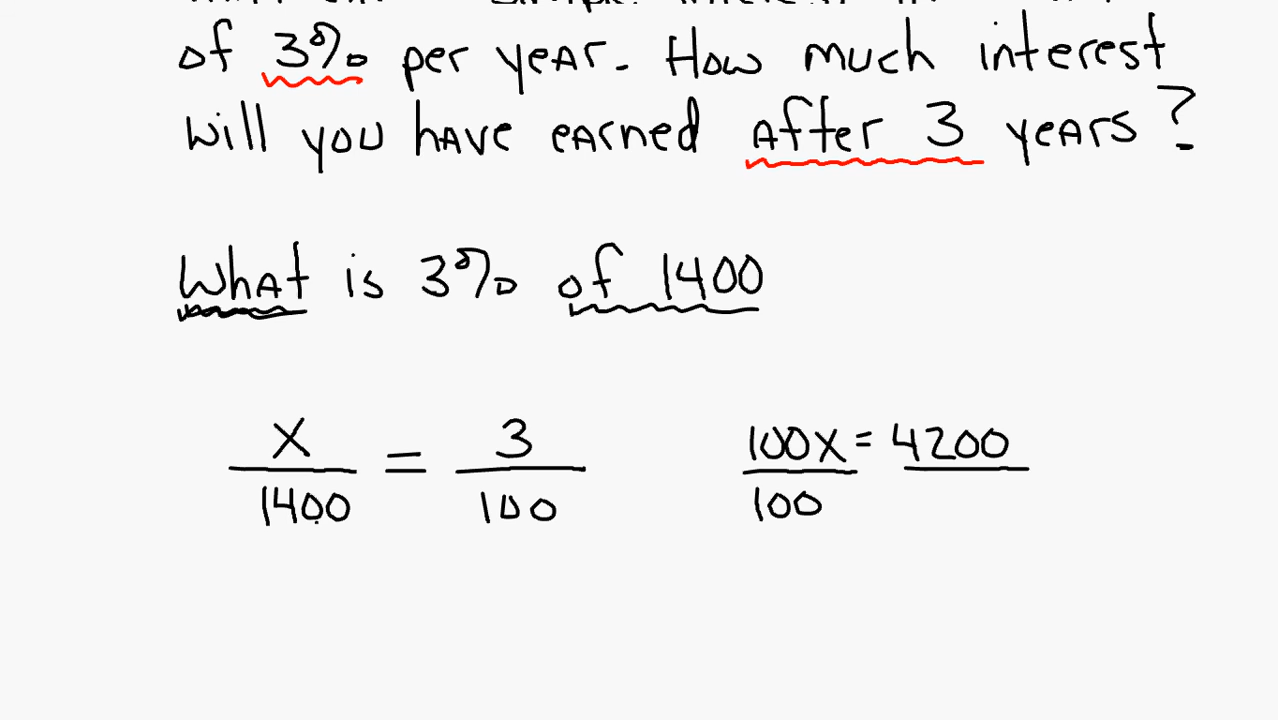 of 3% per year. How much interest
will you have earned after 3 years?
What is 3% of 1400
X/1400 = 3/100
100X = 4200
100